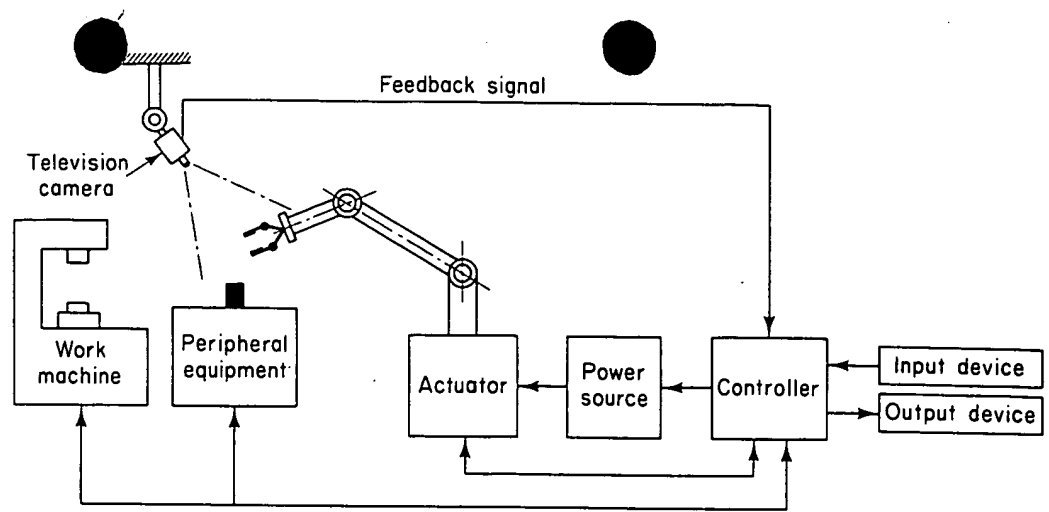 Feedback signal
Television
camera
Work
machine
Peripheral
equipment
Actuator
Power
source
Controller
Input device
Output device